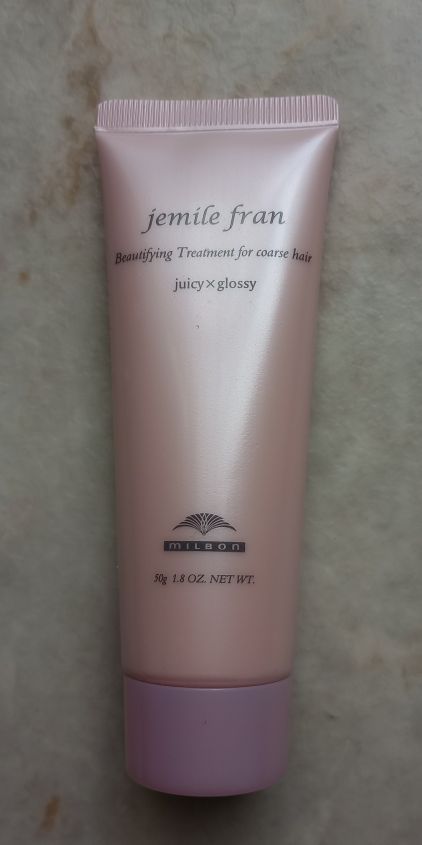 jemile fran
Beautifying Treatment for coarse hair
juicy×glossy
MILBON
50g 1.8 OZ. NET WT.